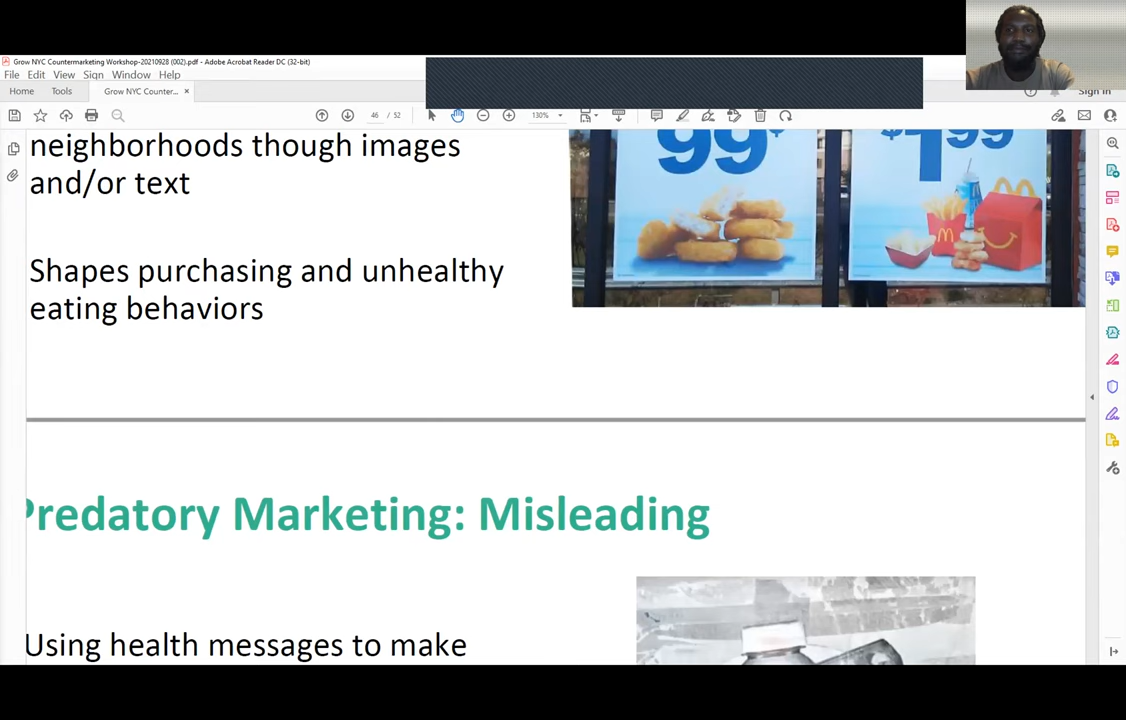 Grow NYC Countermarketing Workshop-20210928 (002).pdf - Adobe Acrobat Reader DC (32-bit)
File Edit View Sign Window Help
Home Tools Grow NYC Counter... × Sign In
46 / 52 130%
neighborhoods though images
and/or text
99¢ $1 99
Shapes purchasing and unhealthy
eating behaviors
Predatory Marketing: Misleading
Using health messages to make